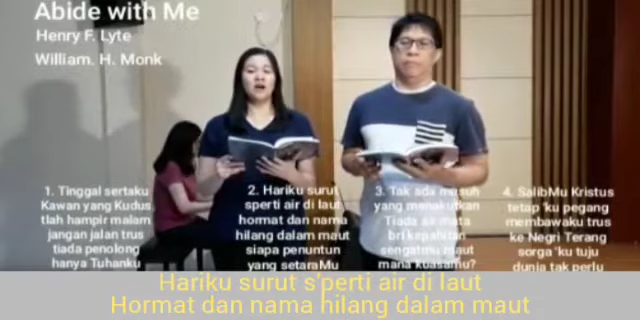 Abide with Me
Henry F. Lyte
William. H. Monk
1. Tinggal sertaku
Kawan yang Kudus
tlah hampir malam
jangan jalan trus
tiada penolong
hanya Tuhanku
2. Hariku surut
sperti air di laut
hormat dan nama
hilang dalam maut
siapa penuntun
yang setaraMu
3. Tak ada musuh
yang menakutkan
Tiada air mata
bri kepahitan
sengatmu maut
mana kuasamu?
4. SalibMu Kristus
tetap 'ku pegang
membawaku trus
ke Negri Terang
sorga 'ku tuju
dunia tak perlu
Hariku surut s'perti air di laut
Hormat dan nama hilang dalam maut